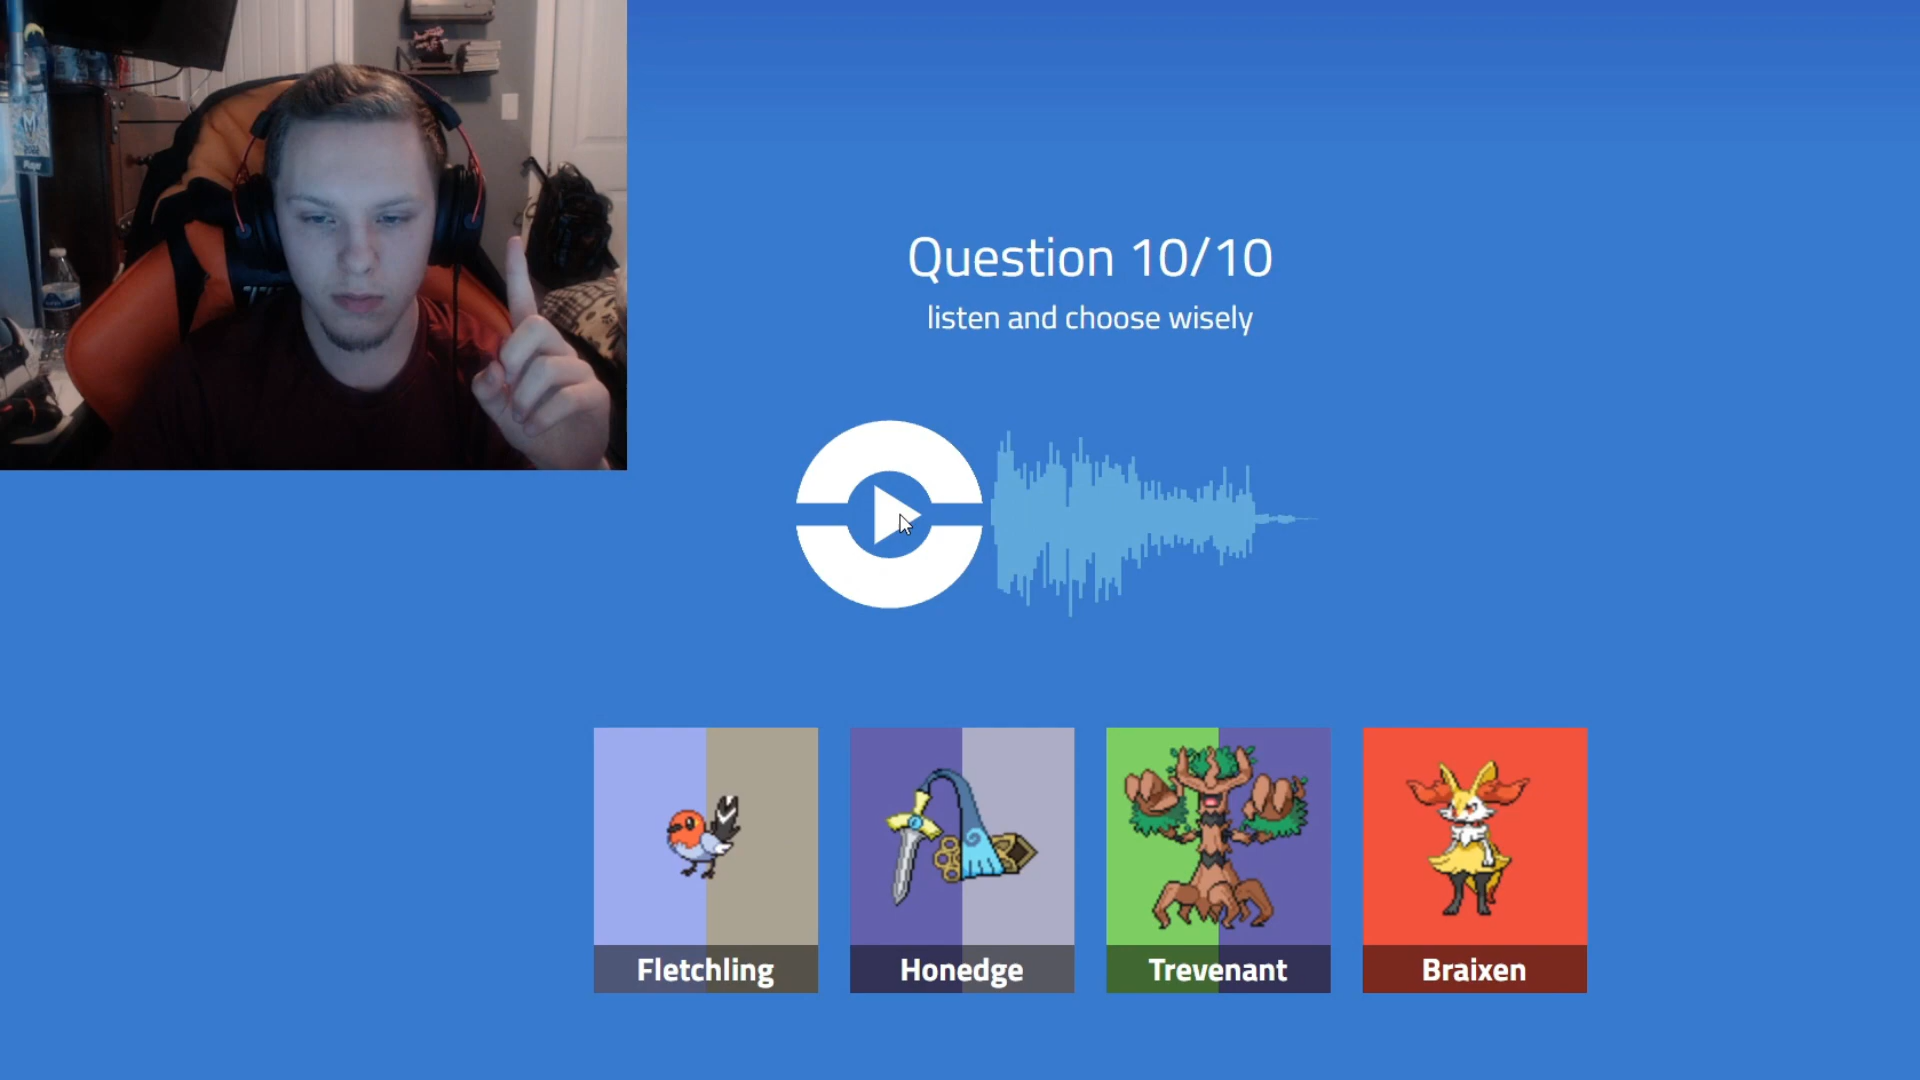 Question 10/10
listen and choose wisely
Fletchling
Honedge
Trevenant
Braixen